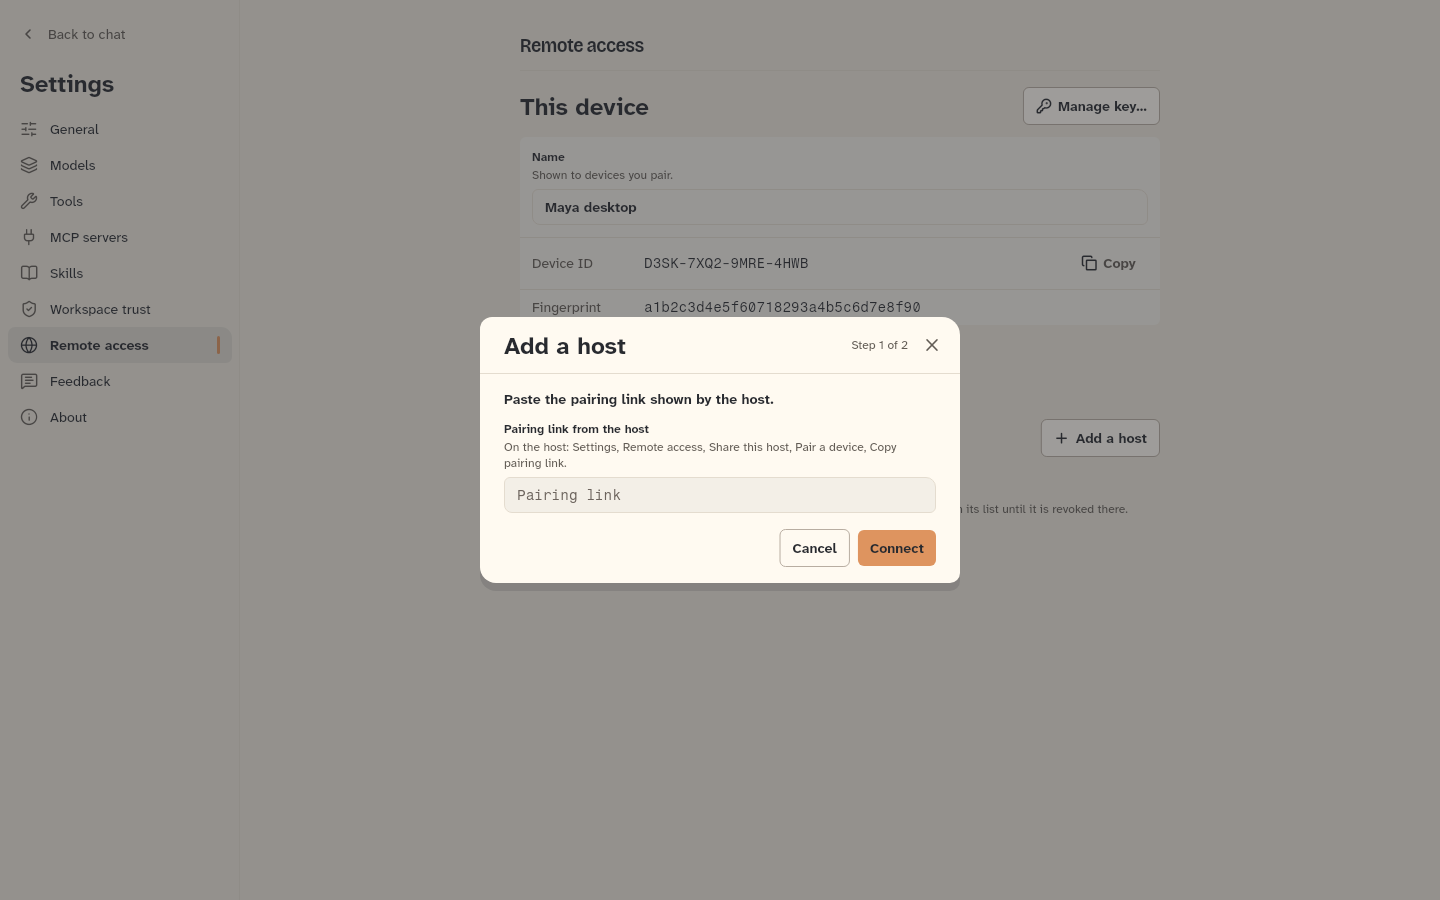 Back to chat
Settings
General
Models
Tools
MCP servers
Skills
Workspace trust
Remote access
Feedback
About
Remote access
This device
Manage key...
Name
Shown to devices you pair.
Maya desktop
Device ID
D3SK-7XQ2-9MRE-4HWB
Copy
Fingerprint
a1b2c3d4e5f60718293a4b5c6d7e8f90
Add a host
Step 1 of 2
Paste the pairing link shown by the host.
Pairing link from the host
On the host: Settings, Remote access, Share this host, Pair a device, Copy
pairing link.
Pairing link
Cancel
Connect
Add a host
its list until it is revoked there.